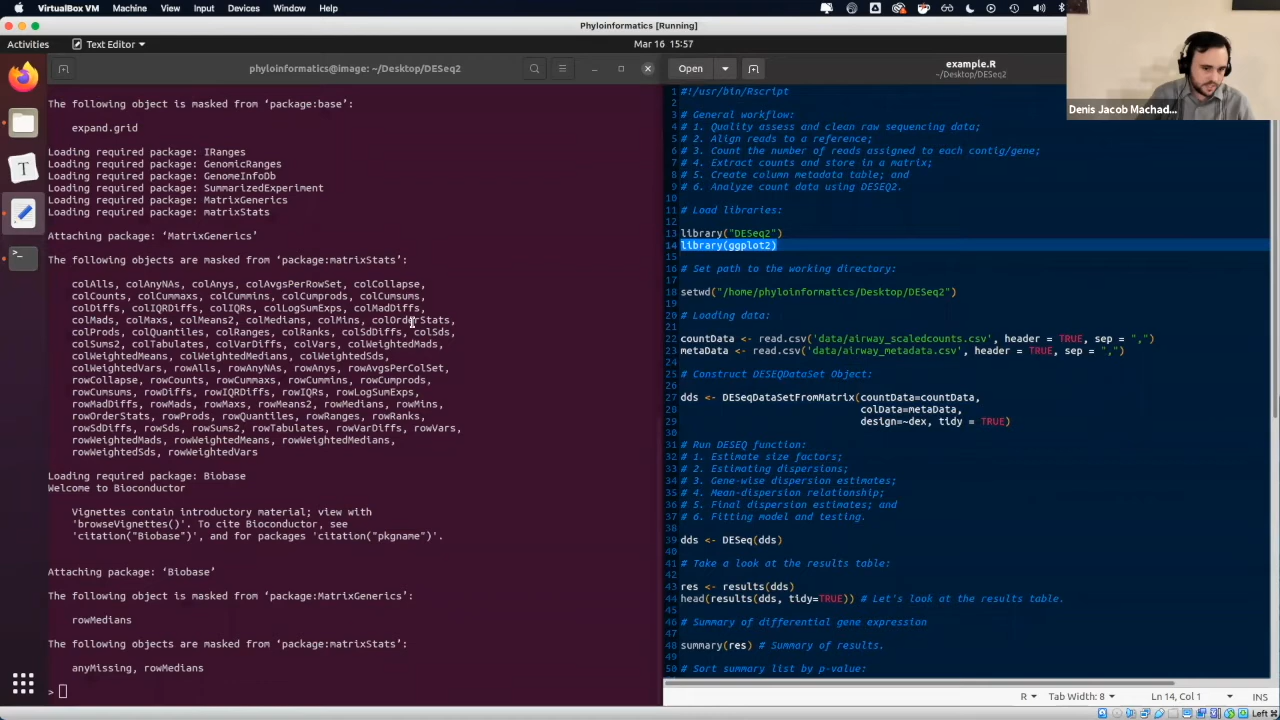 VirtualBox VM Machine View Input Devices Window Help
Phyloinformatics [Running]
Activities Text Editor Mar 16 15:57
phyloinformatics@image: ~/Desktop/DESeq2
The following object is masked from ‘package:base’:
expand.grid
Loading required package: IRanges
Loading required package: GenomicRanges
Loading required package: GenomeInfoDb
Loading required package: SummarizedExperiment
Loading required package: MatrixGenerics
Loading required package: matrixStats
Attaching package: ‘MatrixGenerics’
The following objects are masked from ‘package:matrixStats’:
colAlls, colAnyNAs, colAnys, colAvgsPerRowSet, colCollapse,
colCounts, colCummaxs, colCummins, colCumprods, colCumsums,
colDiffs, colIQRDiffs, colIQRs, colLogSumExps, colMadDiffs,
colMads, colMaxs, colMeans2, colMedians, colMins, colOrderStats,
colProds, colQuantiles, colRanges, colRanks, colSdDiffs, colSds,
colSums2, colTabulates, colVarDiffs, colVars, colWeightedMads,
colWeightedMeans, colWeightedMedians, colWeightedSds,
colWeightedVars, rowAlls, rowAnyNAs, rowAnys, rowAvgsPerColSet,
rowCollapse, rowCounts, rowCummaxs, rowCummins, rowCumprods,
rowCumsums, rowDiffs, rowIQRDiffs, rowIQRs, rowLogSumExps,
rowMadDiffs, rowMads, rowMaxs, rowMeans2, rowMedians, rowMins,
rowOrderStats, rowProds, rowQuantiles, rowRanges, rowRanks,
rowSdDiffs, rowSds, rowSums2, rowTabulates, rowVarDiffs, rowVars,
rowWeightedMads, rowWeightedMeans, rowWeightedMedians,
rowWeightedSds, rowWeightedVars
Loading required package: Biobase
Welcome to Bioconductor
Vignettes contain introductory material; view with
'browseVignettes()'. To cite Bioconductor, see
'citation("Biobase")', and for packages 'citation("pkgname")'.
Attaching package: ‘Biobase’
The following object is masked from ‘package:MatrixGenerics’:
rowMedians
The following objects are masked from ‘package:matrixStats’:
anyMissing, rowMedians
>
Open
example.R
~/Desktop/DESeq2
Denis Jacob Machad...
1 #!/usr/bin/Rscript
2
3 # General workflow:
4 # 1. Quality assess and clean raw sequencing data;
5 # 2. Align reads to a reference;
6 # 3. Count the number of reads assigned to each contig/gene;
7 # 4. Extract counts and store in a matrix;
8 # 5. Create column metadata table; and
9 # 6. Analyze count data using DESEQ2.
10
11 # Load libraries:
12
13 library("DESeq2")
14 library(ggplot2)
15
16 # Set path to the working directory:
17
18 setwd("/home/phyloinformatics/Desktop/DESeq2")
19
20 # Loading data:
21
22 countData <- read.csv('data/airway_scaledcounts.csv', header = TRUE, sep = ",")
23 metaData <- read.csv('data/airway_metadata.csv', header = TRUE, sep = ",")
24
25 # Construct DESEQDataSet Object:
26
27 dds <- DESeqDataSetFromMatrix(countData=countData,
28 colData=metaData,
29 design=~dex, tidy = TRUE)
30
31 # Run DESEQ function:
32 # 1. Estimate size factors;
33 # 2. Estimating dispersions;
34 # 3. Gene-wise dispersion estimates;
35 # 4. Mean-dispersion relationship;
36 # 5. Final dispersion estimates; and
37 # 6. Fitting model and testing.
38
39 dds <- DESeq(dds)
40
41 # Take a look at the results table:
42
43 res <- results(dds)
44 head(results(dds, tidy=TRUE)) # Let's look at the results table.
45
46 # Summary of differential gene expression
47
48 summary(res) # Summary of results.
49
50 # Sort summary list by p-value:
R Tab Width: 8 Ln 14, Col 1 INS
Left ⌘